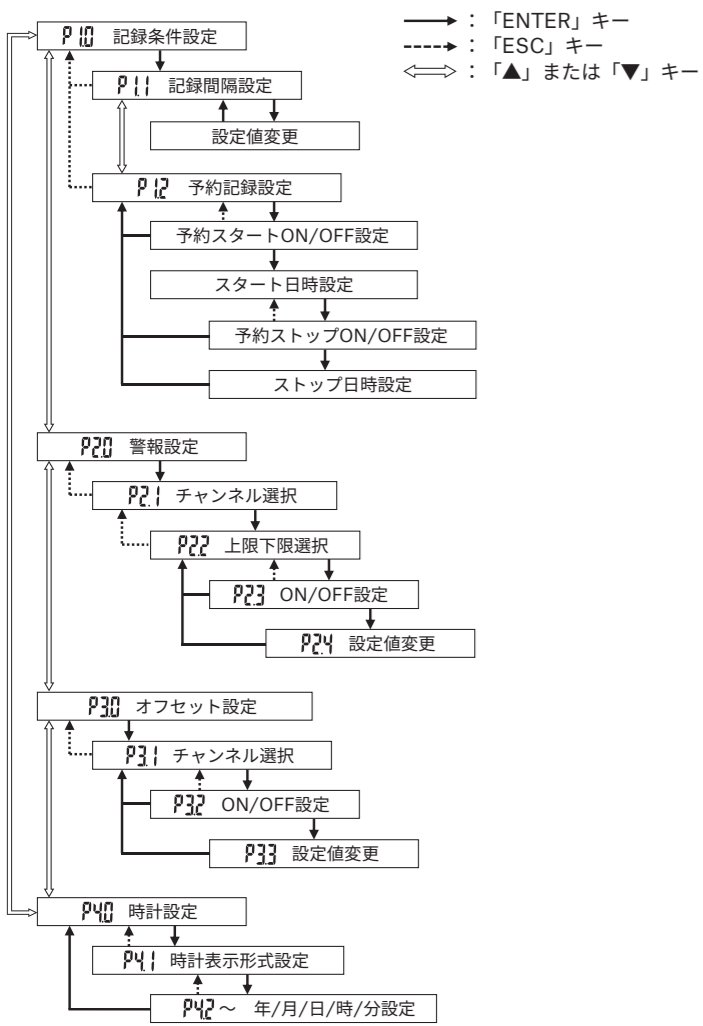 P1.0 記録条件設定
：「ENTER」キー
：「ESC」キー
：「▲」または「▼」キー
P1.1 記録間隔設定
設定値変更
P1.2 予約記録設定
予約スタートON/OFF設定
スタート日時設定
予約ストップON/OFF設定
ストップ日時設定
P2.0 警報設定
P2.1 チャンネル選択
P2.2 上限下限選択
P2.3 ON/OFF設定
P2.4 設定値変更
P3.0 オフセット設定
P3.1 チャンネル選択
P3.2 ON/OFF設定
P3.3 設定値変更
P4.0 時計設定
P4.1 時計表示形式設定
P4.2～ 年/月/日/時/分設定